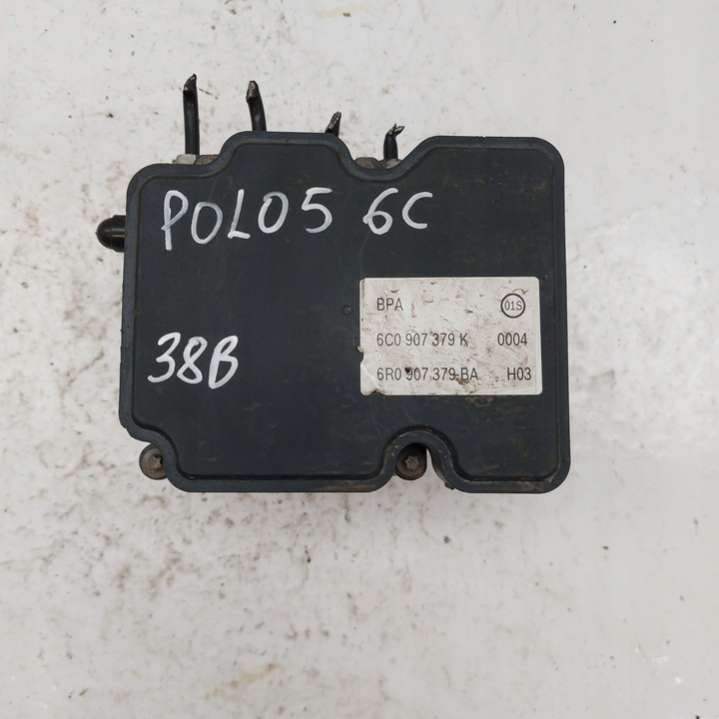 POLO5 6C
38B
BPA 01S
6C0 907 379 K 0004
6R0 907 379 BA H03